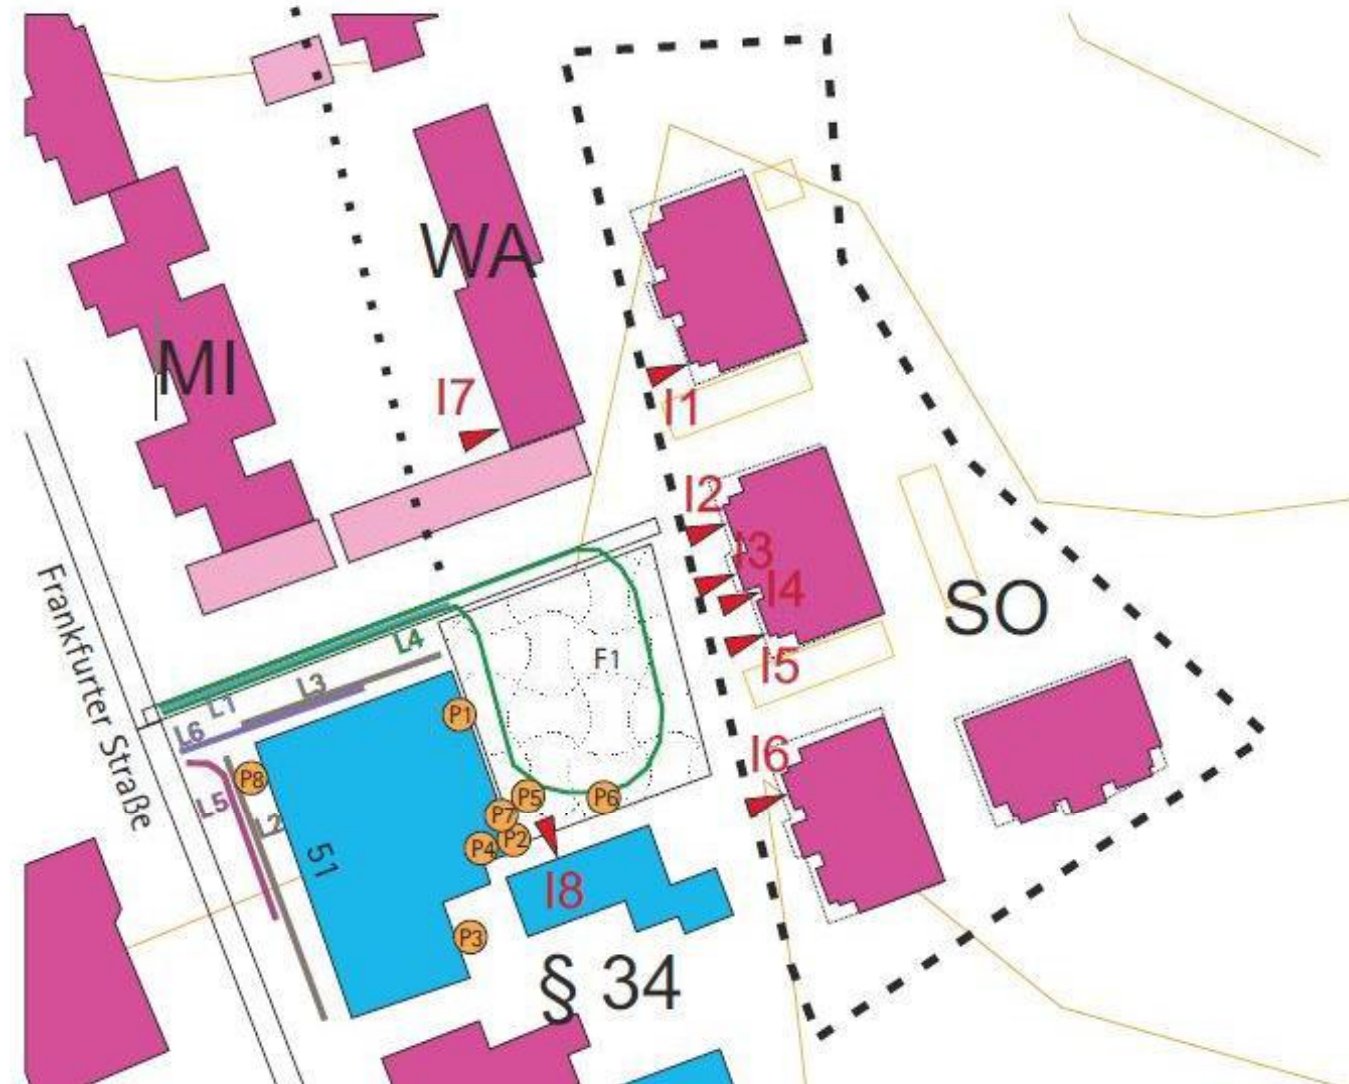 WA
MI
I7
I1
I2
I3
I4
I5
SO
F1
L4
L3
L1
L6
P1
I6
Frankfurter Straße
P8
L5
L2
P5
P6
P7
P2
P4
51
I8
P3
§ 34